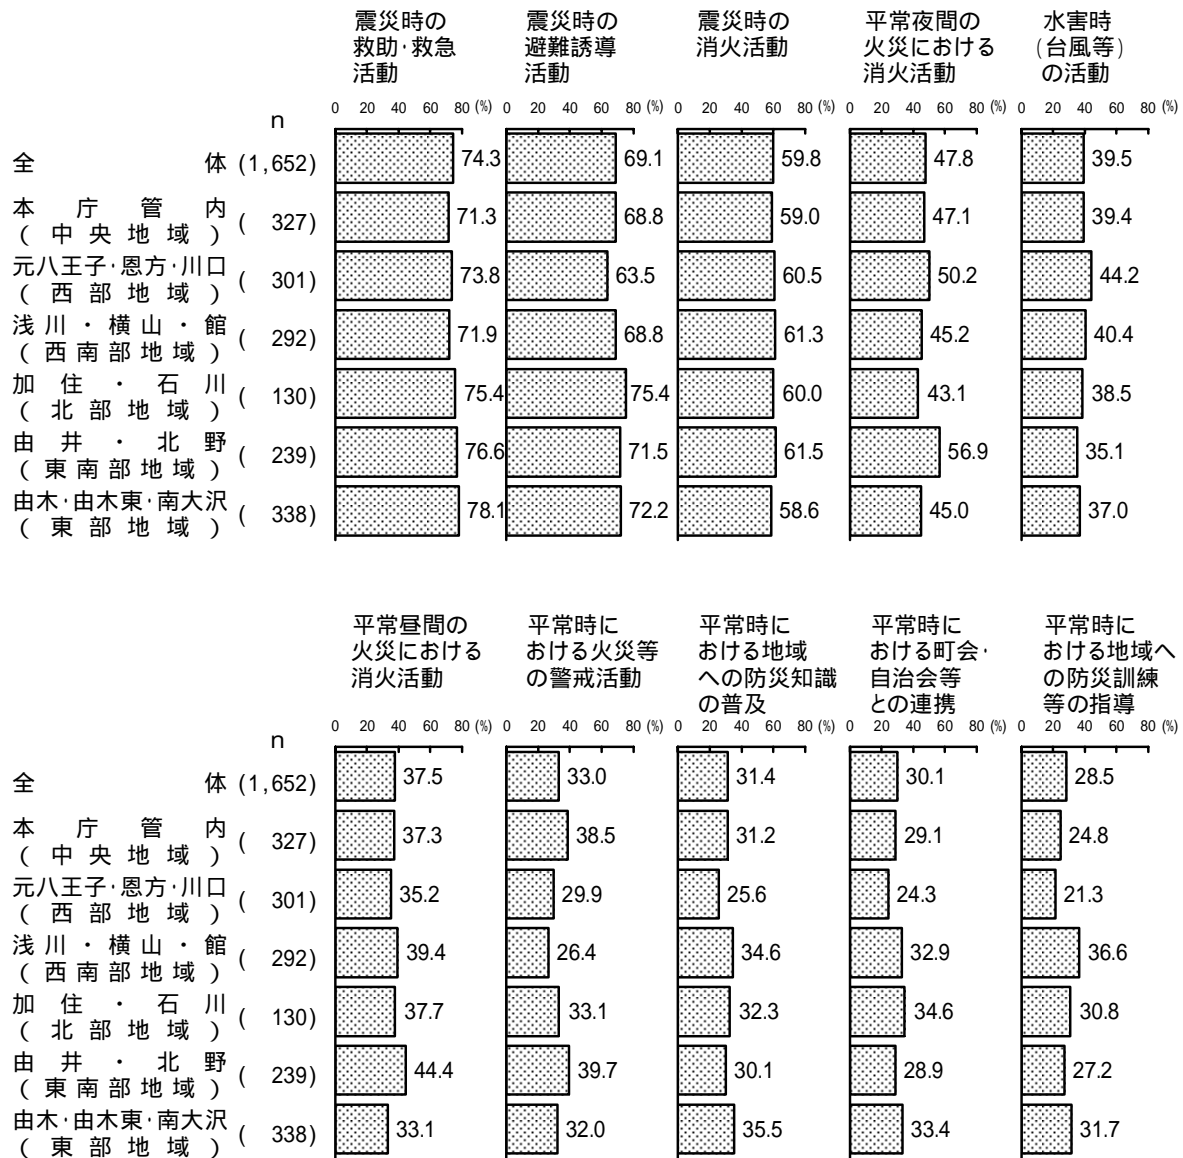 震災時の
救助･救急
活動
震災時の
避難誘導
活動
震災時の
消火活動
平常夜間の
火災における
消火活動
水害時
(台風等)
の活動
0 20 40 60 80 (%) 0 20 40 60 80 (%) 0 20 40 60 80 (%) 0 20 40 60 80 (%) 0 20 40 60 80 (%)
n
全 体 (1,652) 74.3 69.1 59.8 47.8 39.5
本 庁 管 内
( 中 央 地 域 ) ( 327) 71.3 68.8 59.0 47.1 39.4
元八王子･恩方･川口
( 西 部 地 域 ) ( 301) 73.8 63.5 60.5 50.2 44.2
浅 川 ・ 横 山 ・ 館
( 西 南 部 地 域 ) ( 292) 71.9 68.8 61.3 45.2 40.4
加 住 ・ 石 川
( 北 部 地 域 ) ( 130) 75.4 75.4 60.0 43.1 38.5
由 井 ・ 北 野
( 東 南 部 地 域 ) ( 239) 76.6 71.5 61.5 56.9 35.1
由木･由木東･南大沢
( 東 部 地 域 ) ( 338) 78.1 72.2 58.6 45.0 37.0
平常昼間の
火災における
消火活動
平常時に
おける火災等
の警戒活動
平常時に
おける地域
への防災知識
の普及
平常時に
おける町会･
自治会等
との連携
平常時に
おける地域へ
の防災訓練
等の指導
0 20 40 60 80 (%) 0 20 40 60 80 (%) 0 20 40 60 80 (%) 0 20 40 60 80 (%) 0 20 40 60 80 (%)
n
全 体 (1,652) 37.5 33.0 31.4 30.1 28.5
本 庁 管 内
( 中 央 地 域 ) ( 327) 37.3 38.5 31.2 29.1 24.8
元八王子･恩方･川口
( 西 部 地 域 ) ( 301) 35.2 29.9 25.6 24.3 21.3
浅 川 ・ 横 山 ・ 館
( 西 南 部 地 域 ) ( 292) 39.4 26.4 34.6 32.9 36.6
加 住 ・ 石 川
( 北 部 地 域 ) ( 130) 37.7 33.1 32.3 34.6 30.8
由 井 ・ 北 野
( 東 南 部 地 域 ) ( 239) 44.4 39.7 30.1 28.9 27.2
由木･由木東･南大沢
( 東 部 地 域 ) ( 338) 33.1 32.0 35.5 33.4 31.7